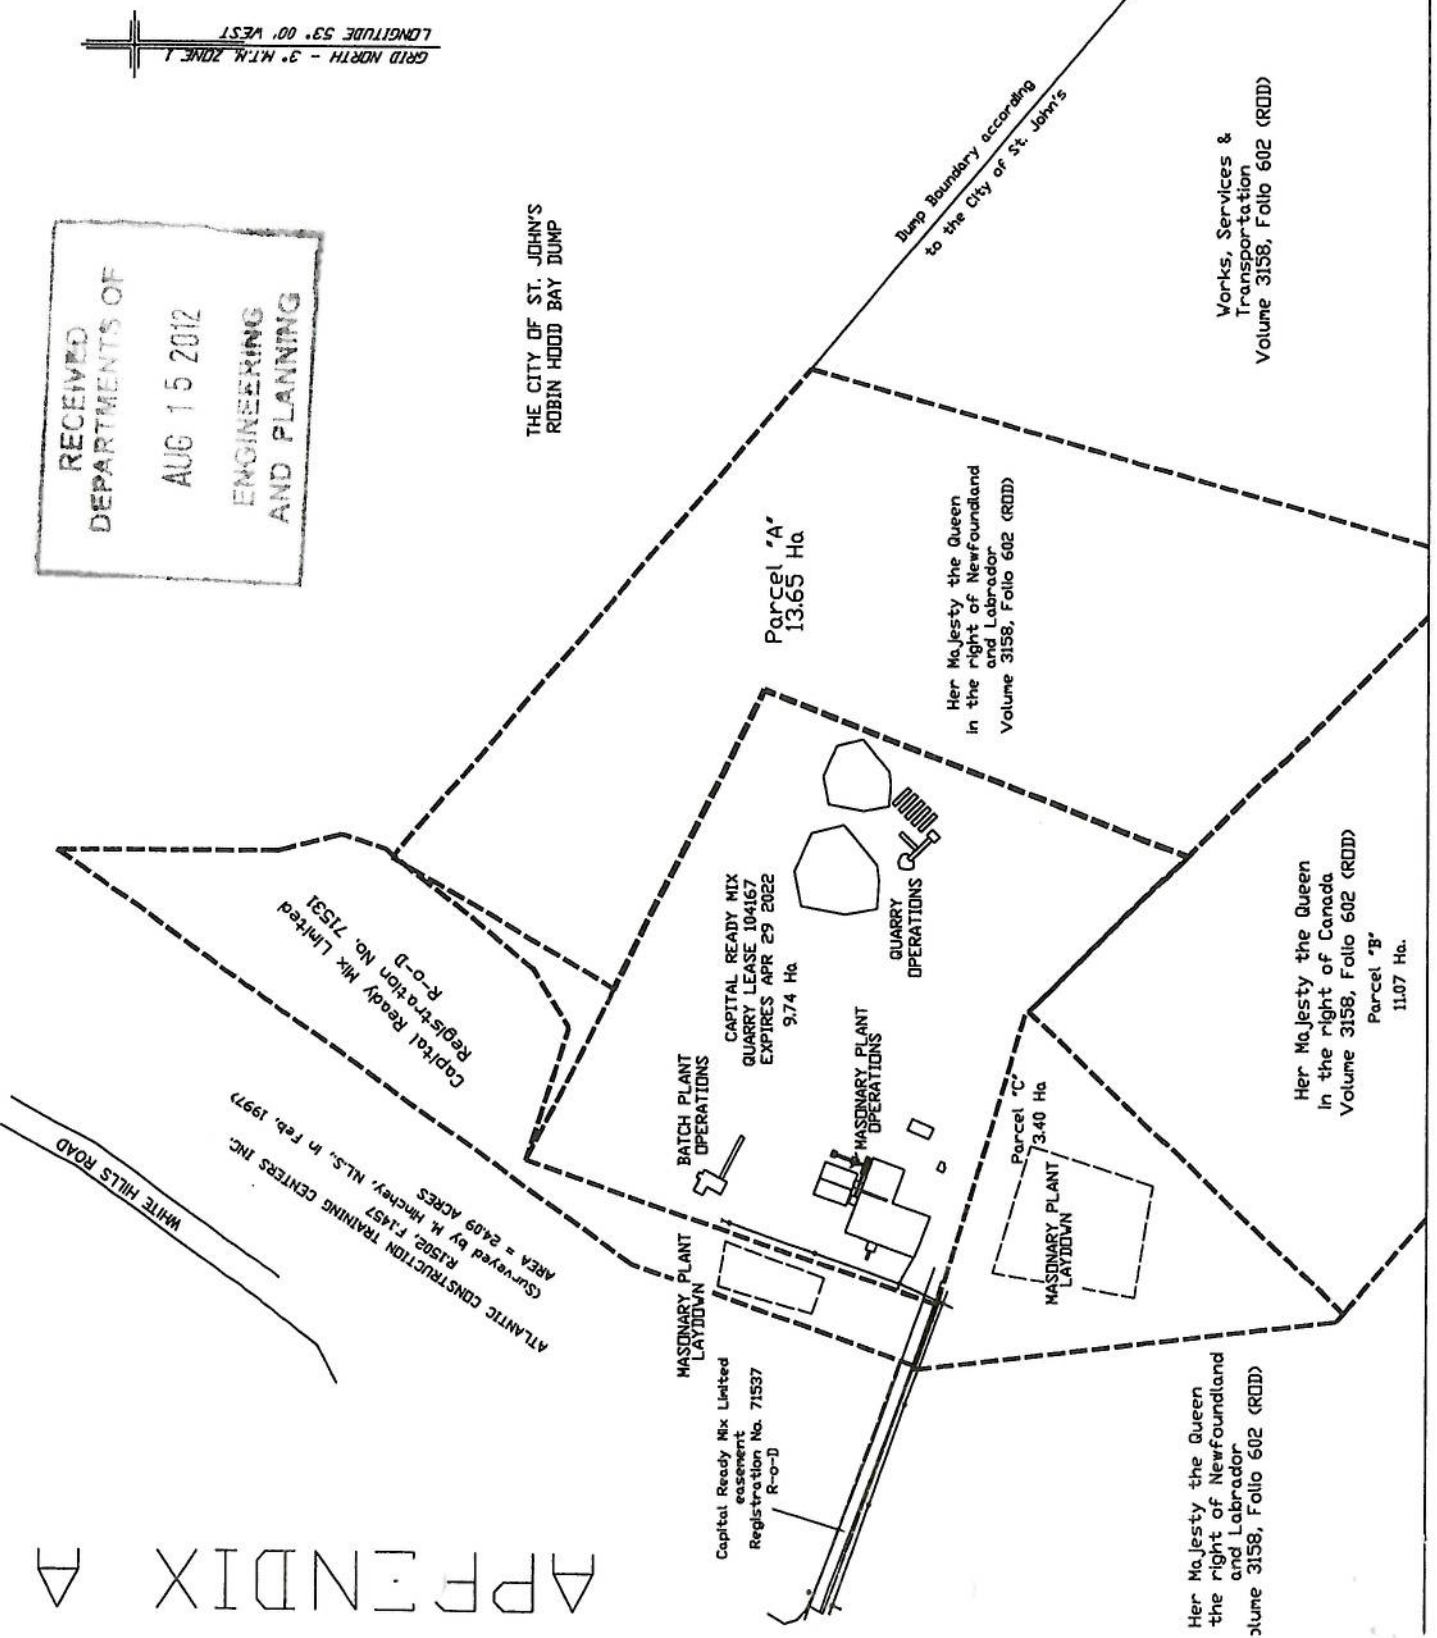 GRID NORTH - 3° M.T.M. ZONE 1
LONGITUDE 53° 00' WEST
RECEIVED
DEPARTMENTS OF
AUG 15 2012
ENGINEERING
AND PLANNING
THE CITY OF ST. JOHN'S
ROBIN HOOD BAY DUMP
Dump Boundary according
to the City of St. John's
Works, Services &
Transportation
Volume 3158, Folio 602 (ROD)
Parcel "A"
13.65 Ha
Her Majesty the Queen
in the right of Newfoundland
and Labrador
Volume 3158, Folio 602 (ROD)
Capital Ready Mix Limited
Registration No. 71531
R-o-D
CAPITAL READY MIX
QUARRY LEASE 104167
EXPIRES APR 29 2022
9.74 Ha
QUARRY
OPERATIONS
BATCH PLANT
OPERATIONS
MASONARY PLANT
OPERATIONS
Her Majesty the Queen
in the right of Canada
Volume 3158, Folio 602 (ROD)
Parcel "B"
11.07 Ha.
Parcel "C"
3.40 Ha
MASONARY PLANT
LAYDOWN
WHITE HILLS ROAD
ATLANTIC CONSTRUCTION TRAINING CENTERS INC.
R.1502, F.1457
(Surveyed by M. Hinchey, NLS., in Feb, 1997)
AREA = 24.09 ACRES
MASONARY PLANT
LAYDOWN
Capital Ready Mix Limited
easement
Registration No. 71537
R-o-D
Her Majesty the Queen
the right of Newfoundland
and Labrador
olume 3158, Folio 602 (ROD)
APPENDIX A